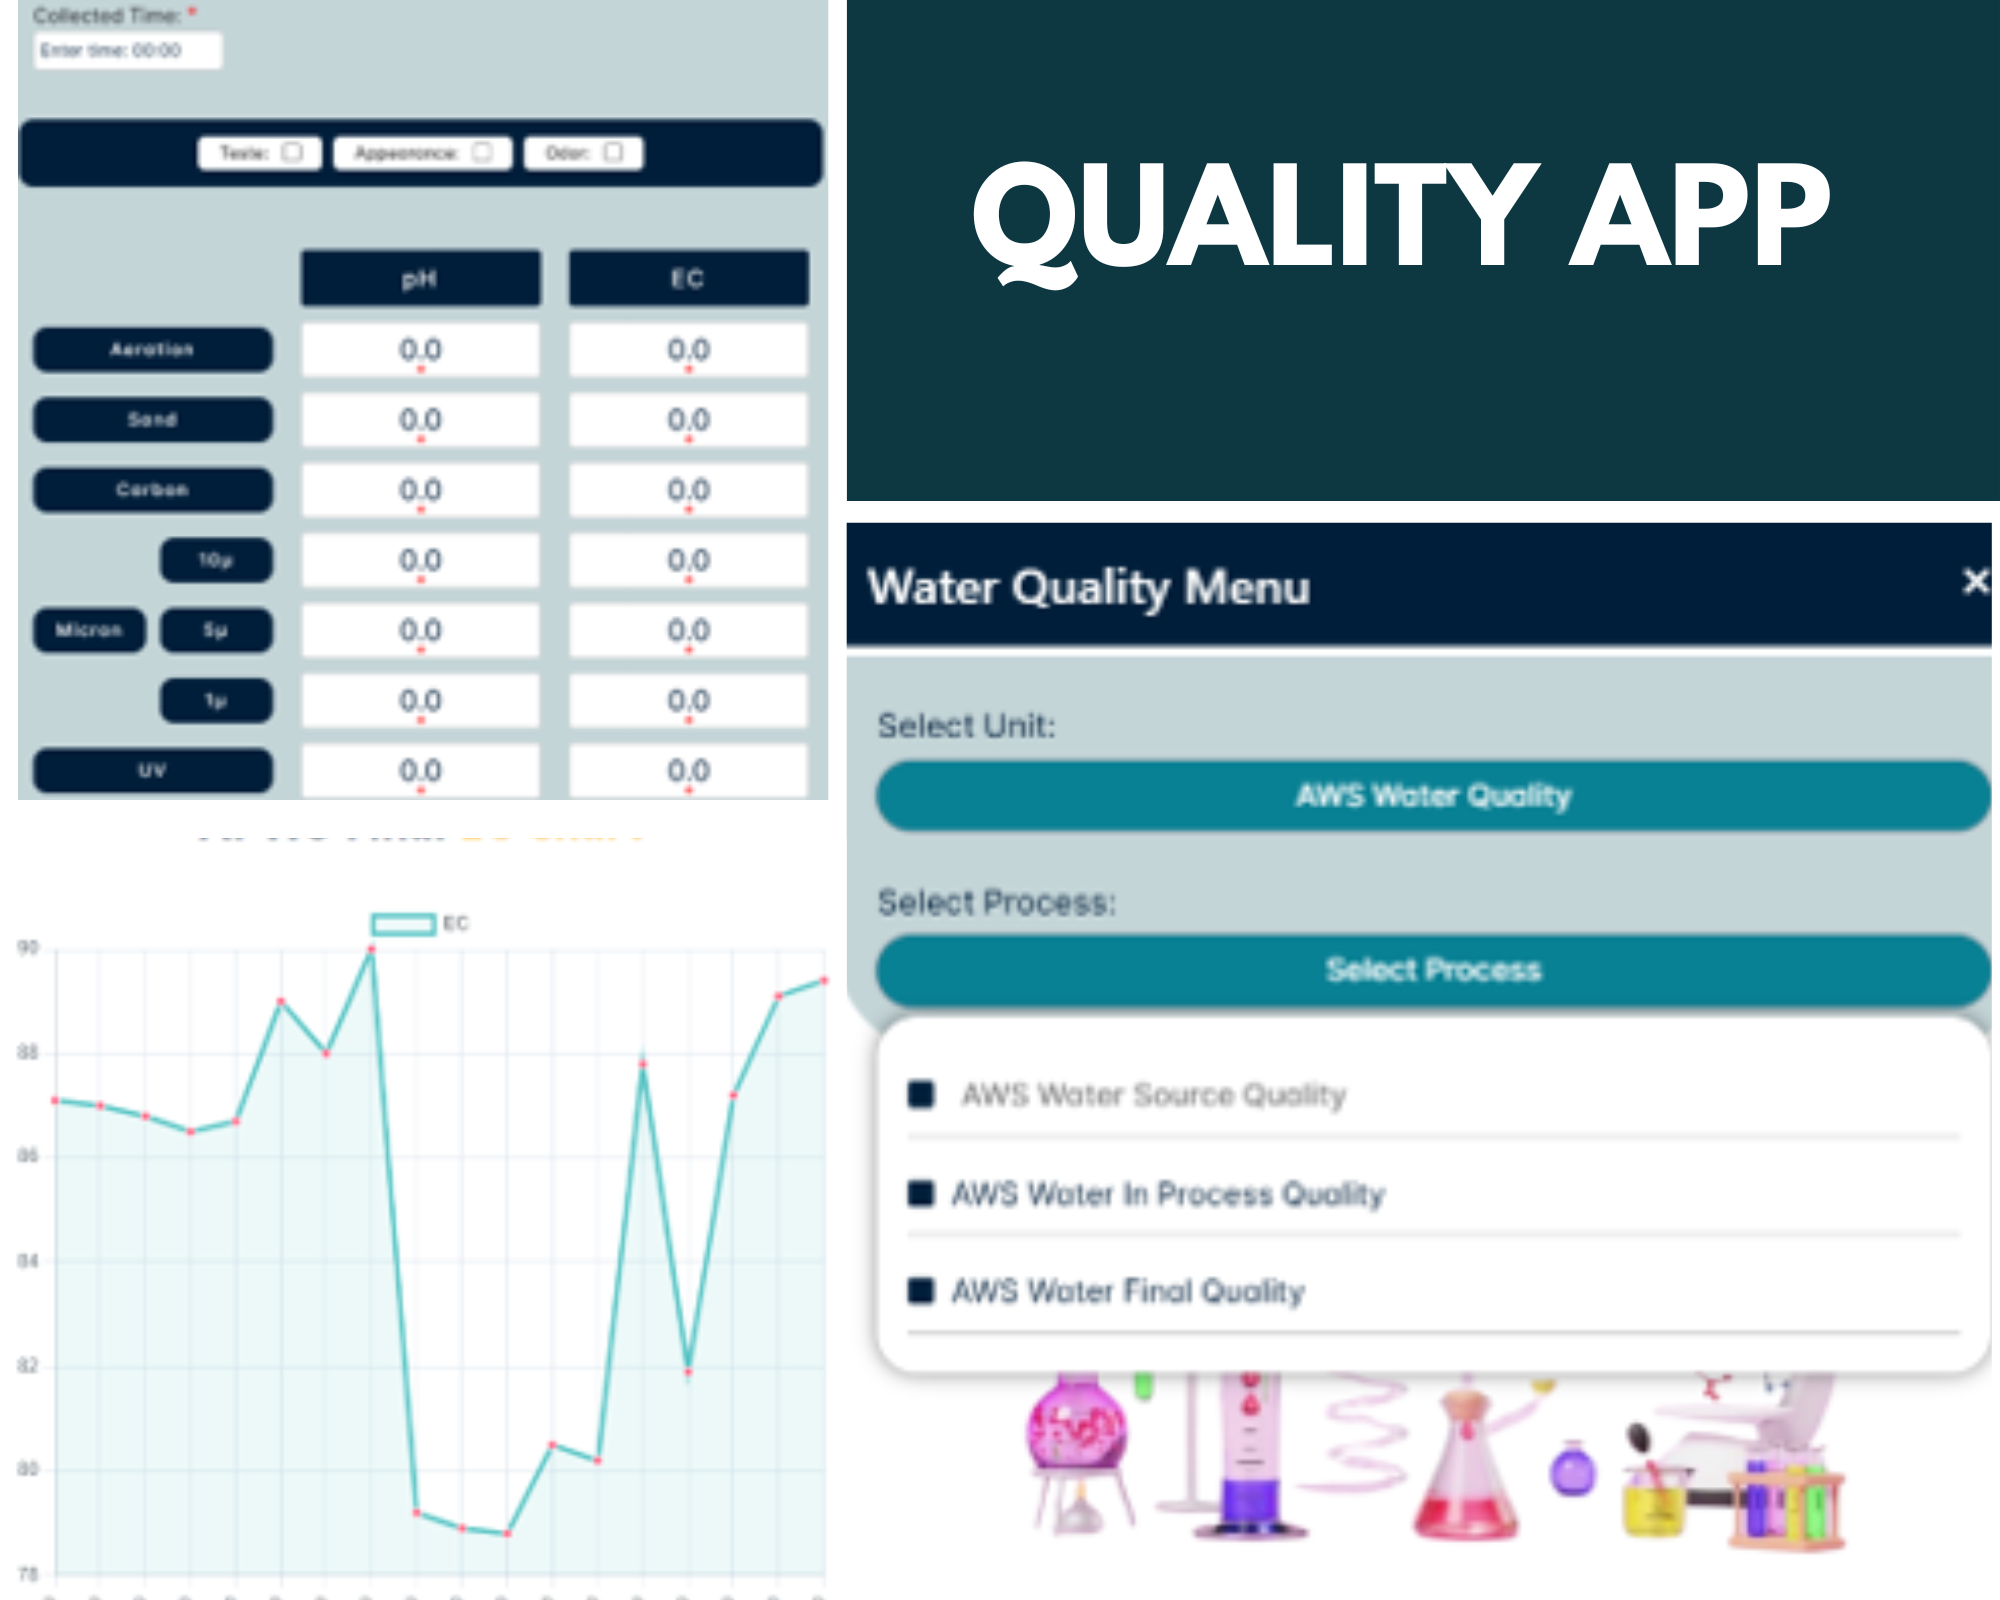 Collected Time: *
Enter time: 00:00
Taste:
Appearance:
Odor:
pH
EC
Aeration
0.0
0.0
Sand
0.0
0.0
Carbon
0.0
0.0
10µ
0.0
0.0
Micron
5µ
0.0
0.0
1µ
0.0
0.0
UV
0.0
0.0
EC
90
88
86
84
82
80
78
QUALITY APP
Water Quality Menu
×
Select Unit:
AWS Water Quality
Select Process:
Select Process
AWS Water Source Quality
AWS Water In Process Quality
AWS Water Final Quality